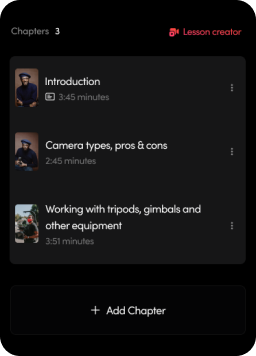 Chapters 3
Lesson creator
Introduction
3:45 minutes
Camera types, pros & cons
2:45 minutes
Working with tripods, gimbals and
other equipment
3:51 minutes
+ Add Chapter